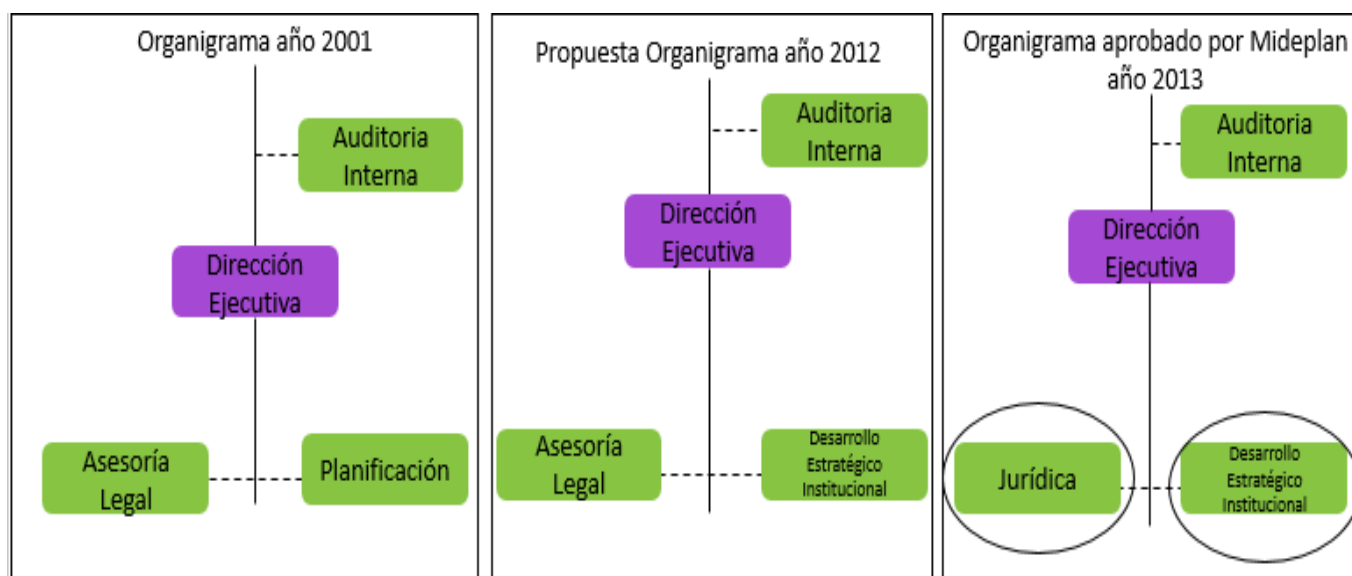 Organigrama año 2001
Auditoria
Interna
Dirección
Ejecutiva
Asesoría
Legal
Planificación
Propuesta Organigrama año 2012
Auditoria
Interna
Dirección
Ejecutiva
Asesoría
Legal
Desarrollo
Estratégico
Institucional
Organigrama aprobado por Mideplan
año 2013
Auditoria
Interna
Dirección
Ejecutiva
Jurídica
Desarrollo
Estratégico
Institucional